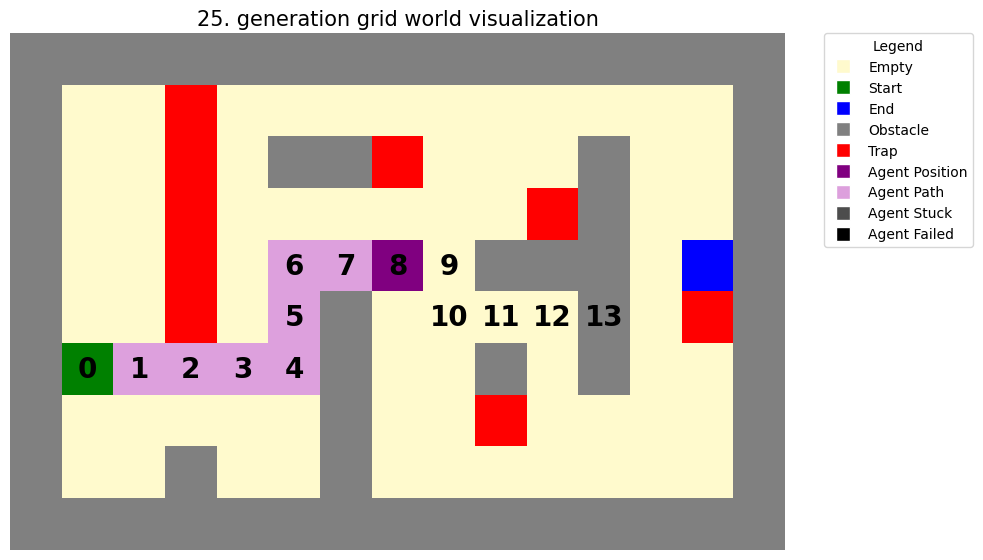 25. generation grid world visualization
Legend
Empty
Start
End
Obstacle
Trap
Agent Position
Agent Path
Agent Stuck
Agent Failed
6 7 8 9
5 10 11 12 13
0 1 2 3 4